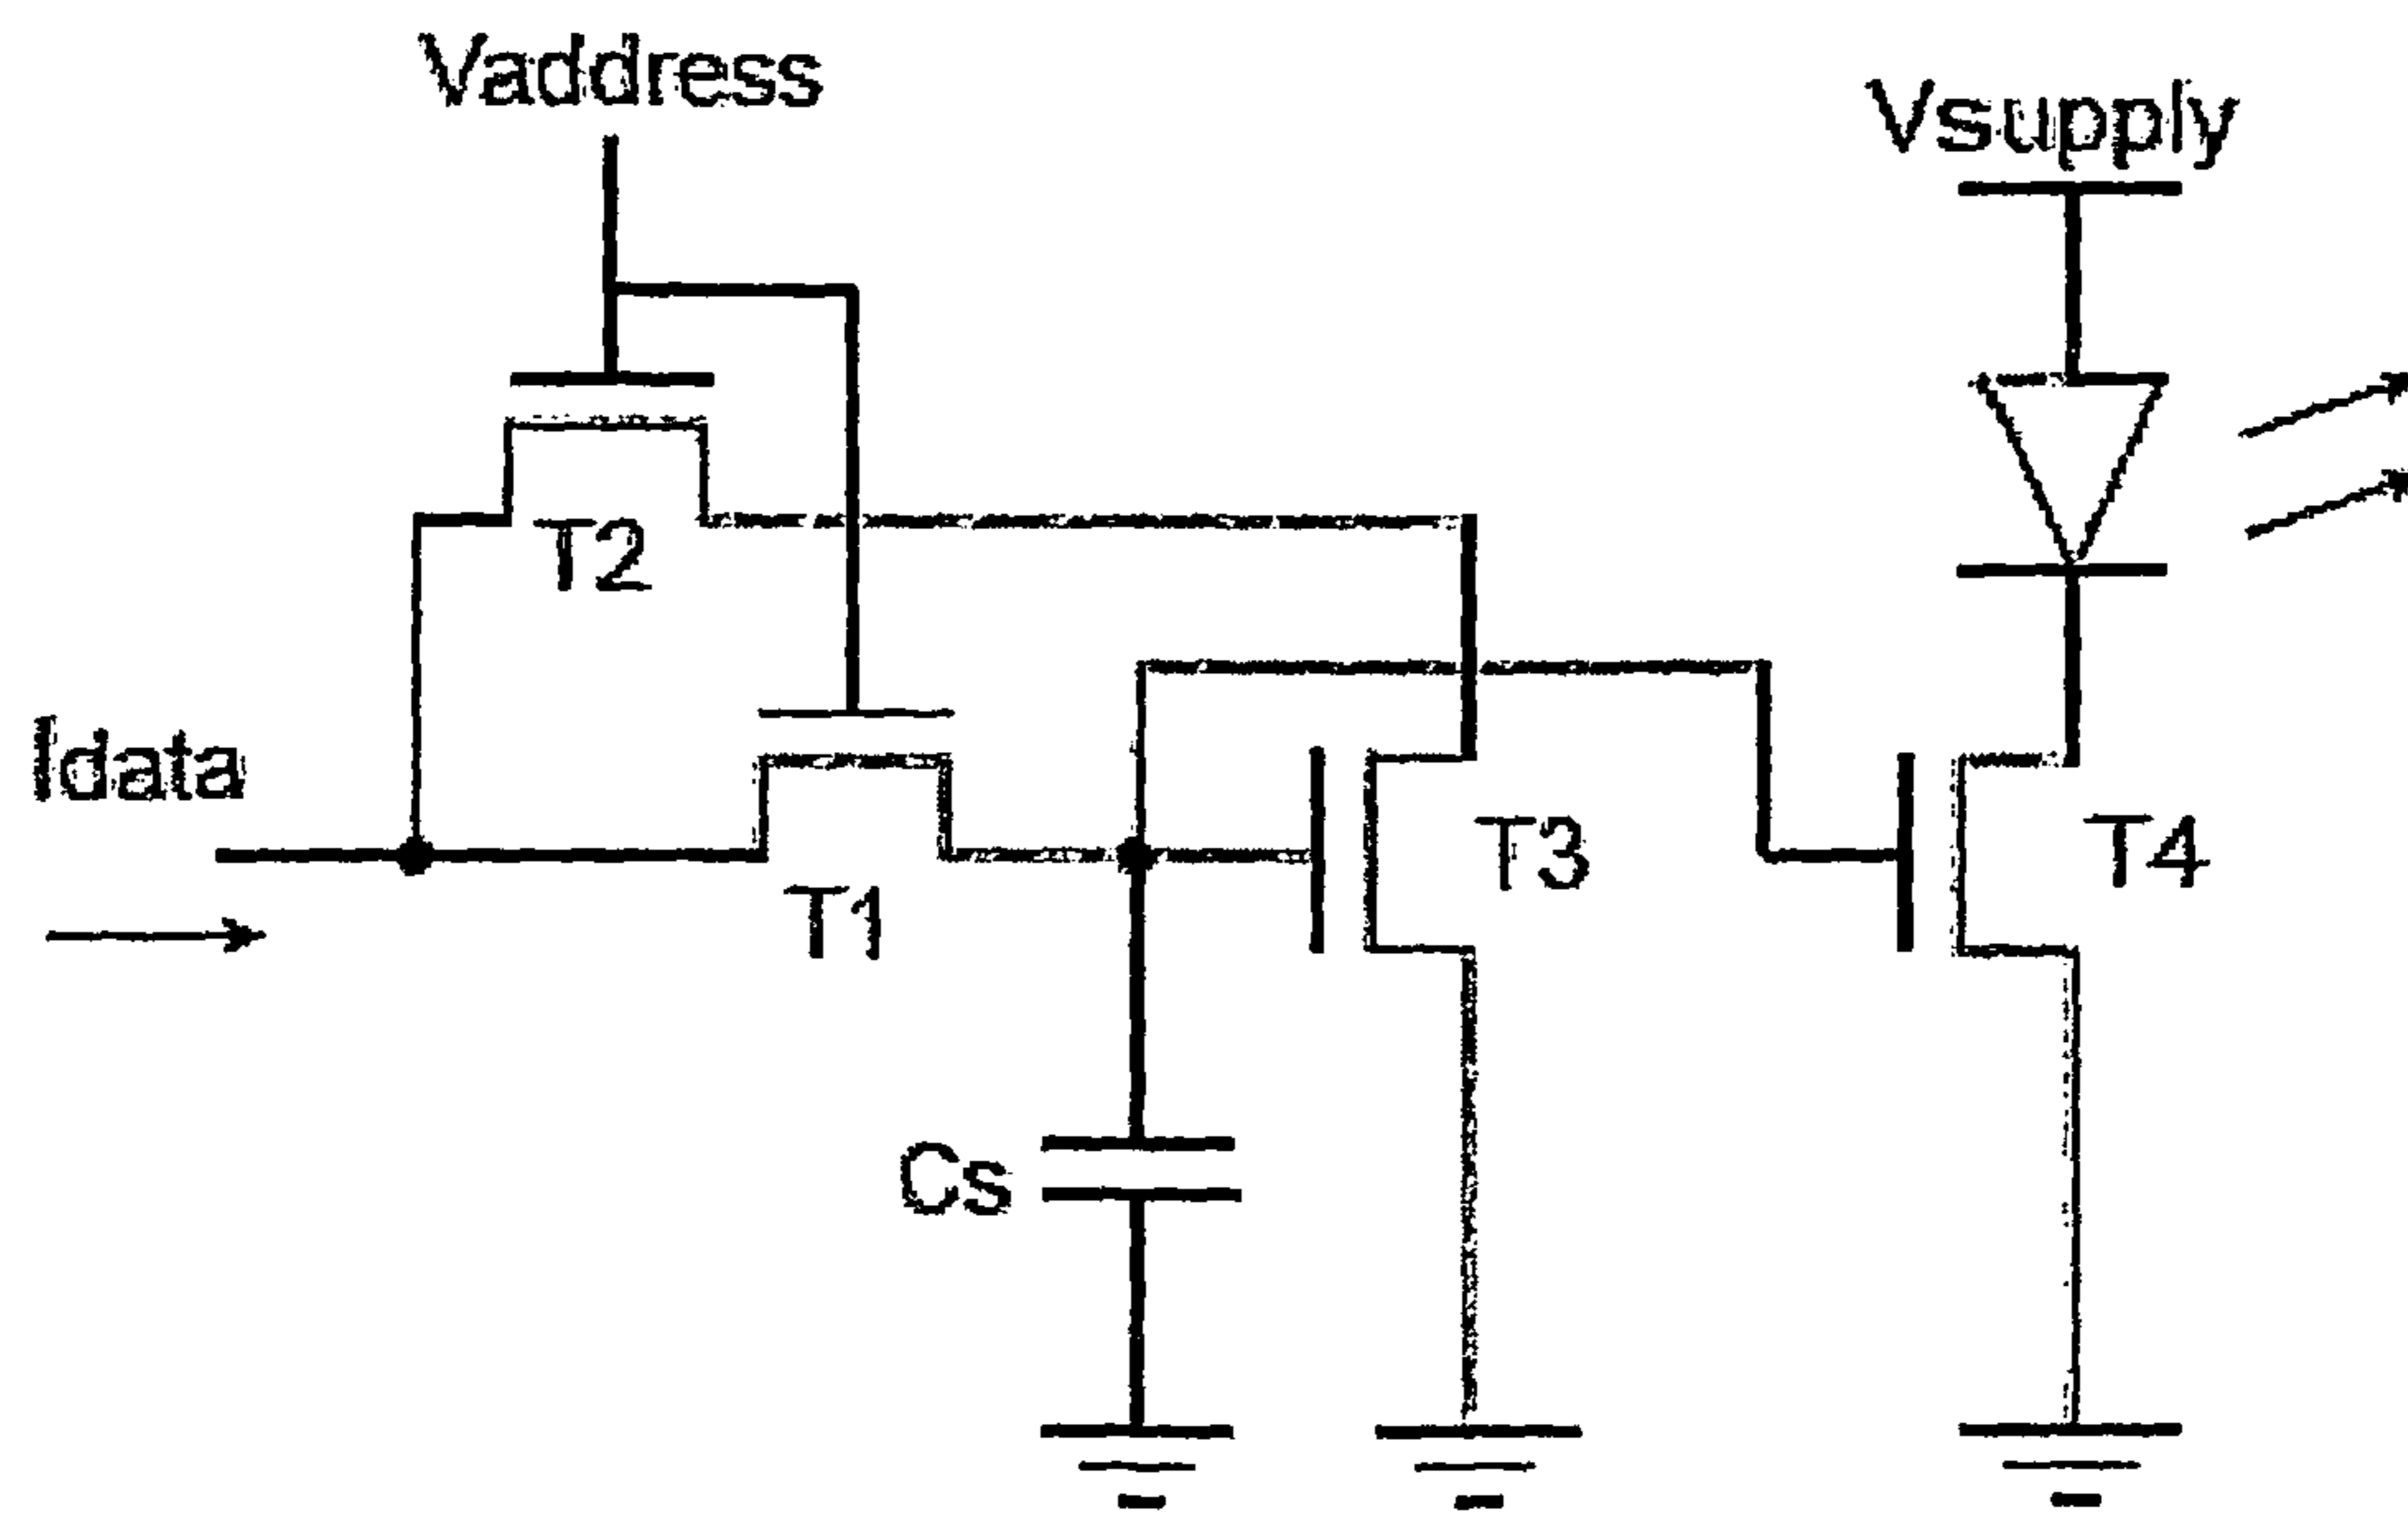 Vaddress
Vsupply
T2
Idata
T3
T4
T1
Cs